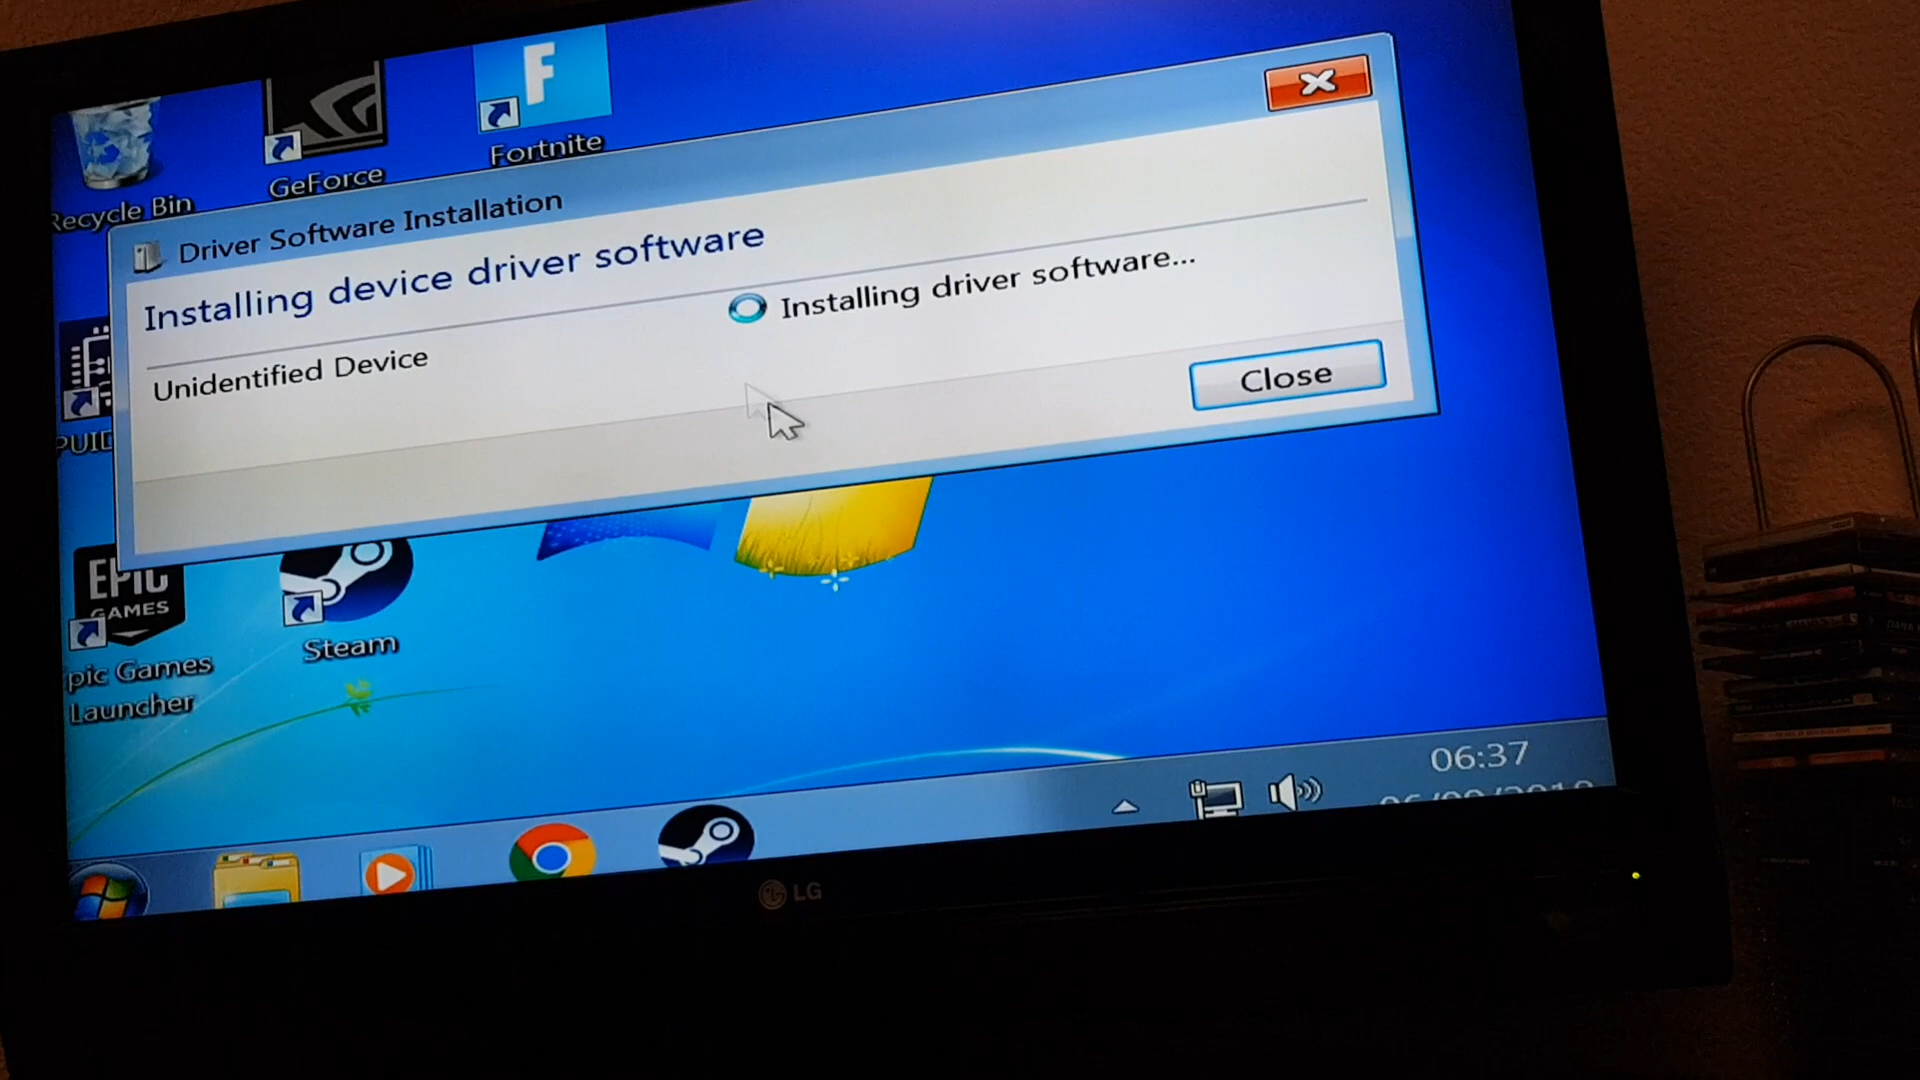 F
Fortnite
GeForce
Recycle Bin
Driver Software Installation
Installing device driver software
Unidentified Device
Installing driver software...
Close
EPIC
GAMES
Steam
Launcher
06:37
LG